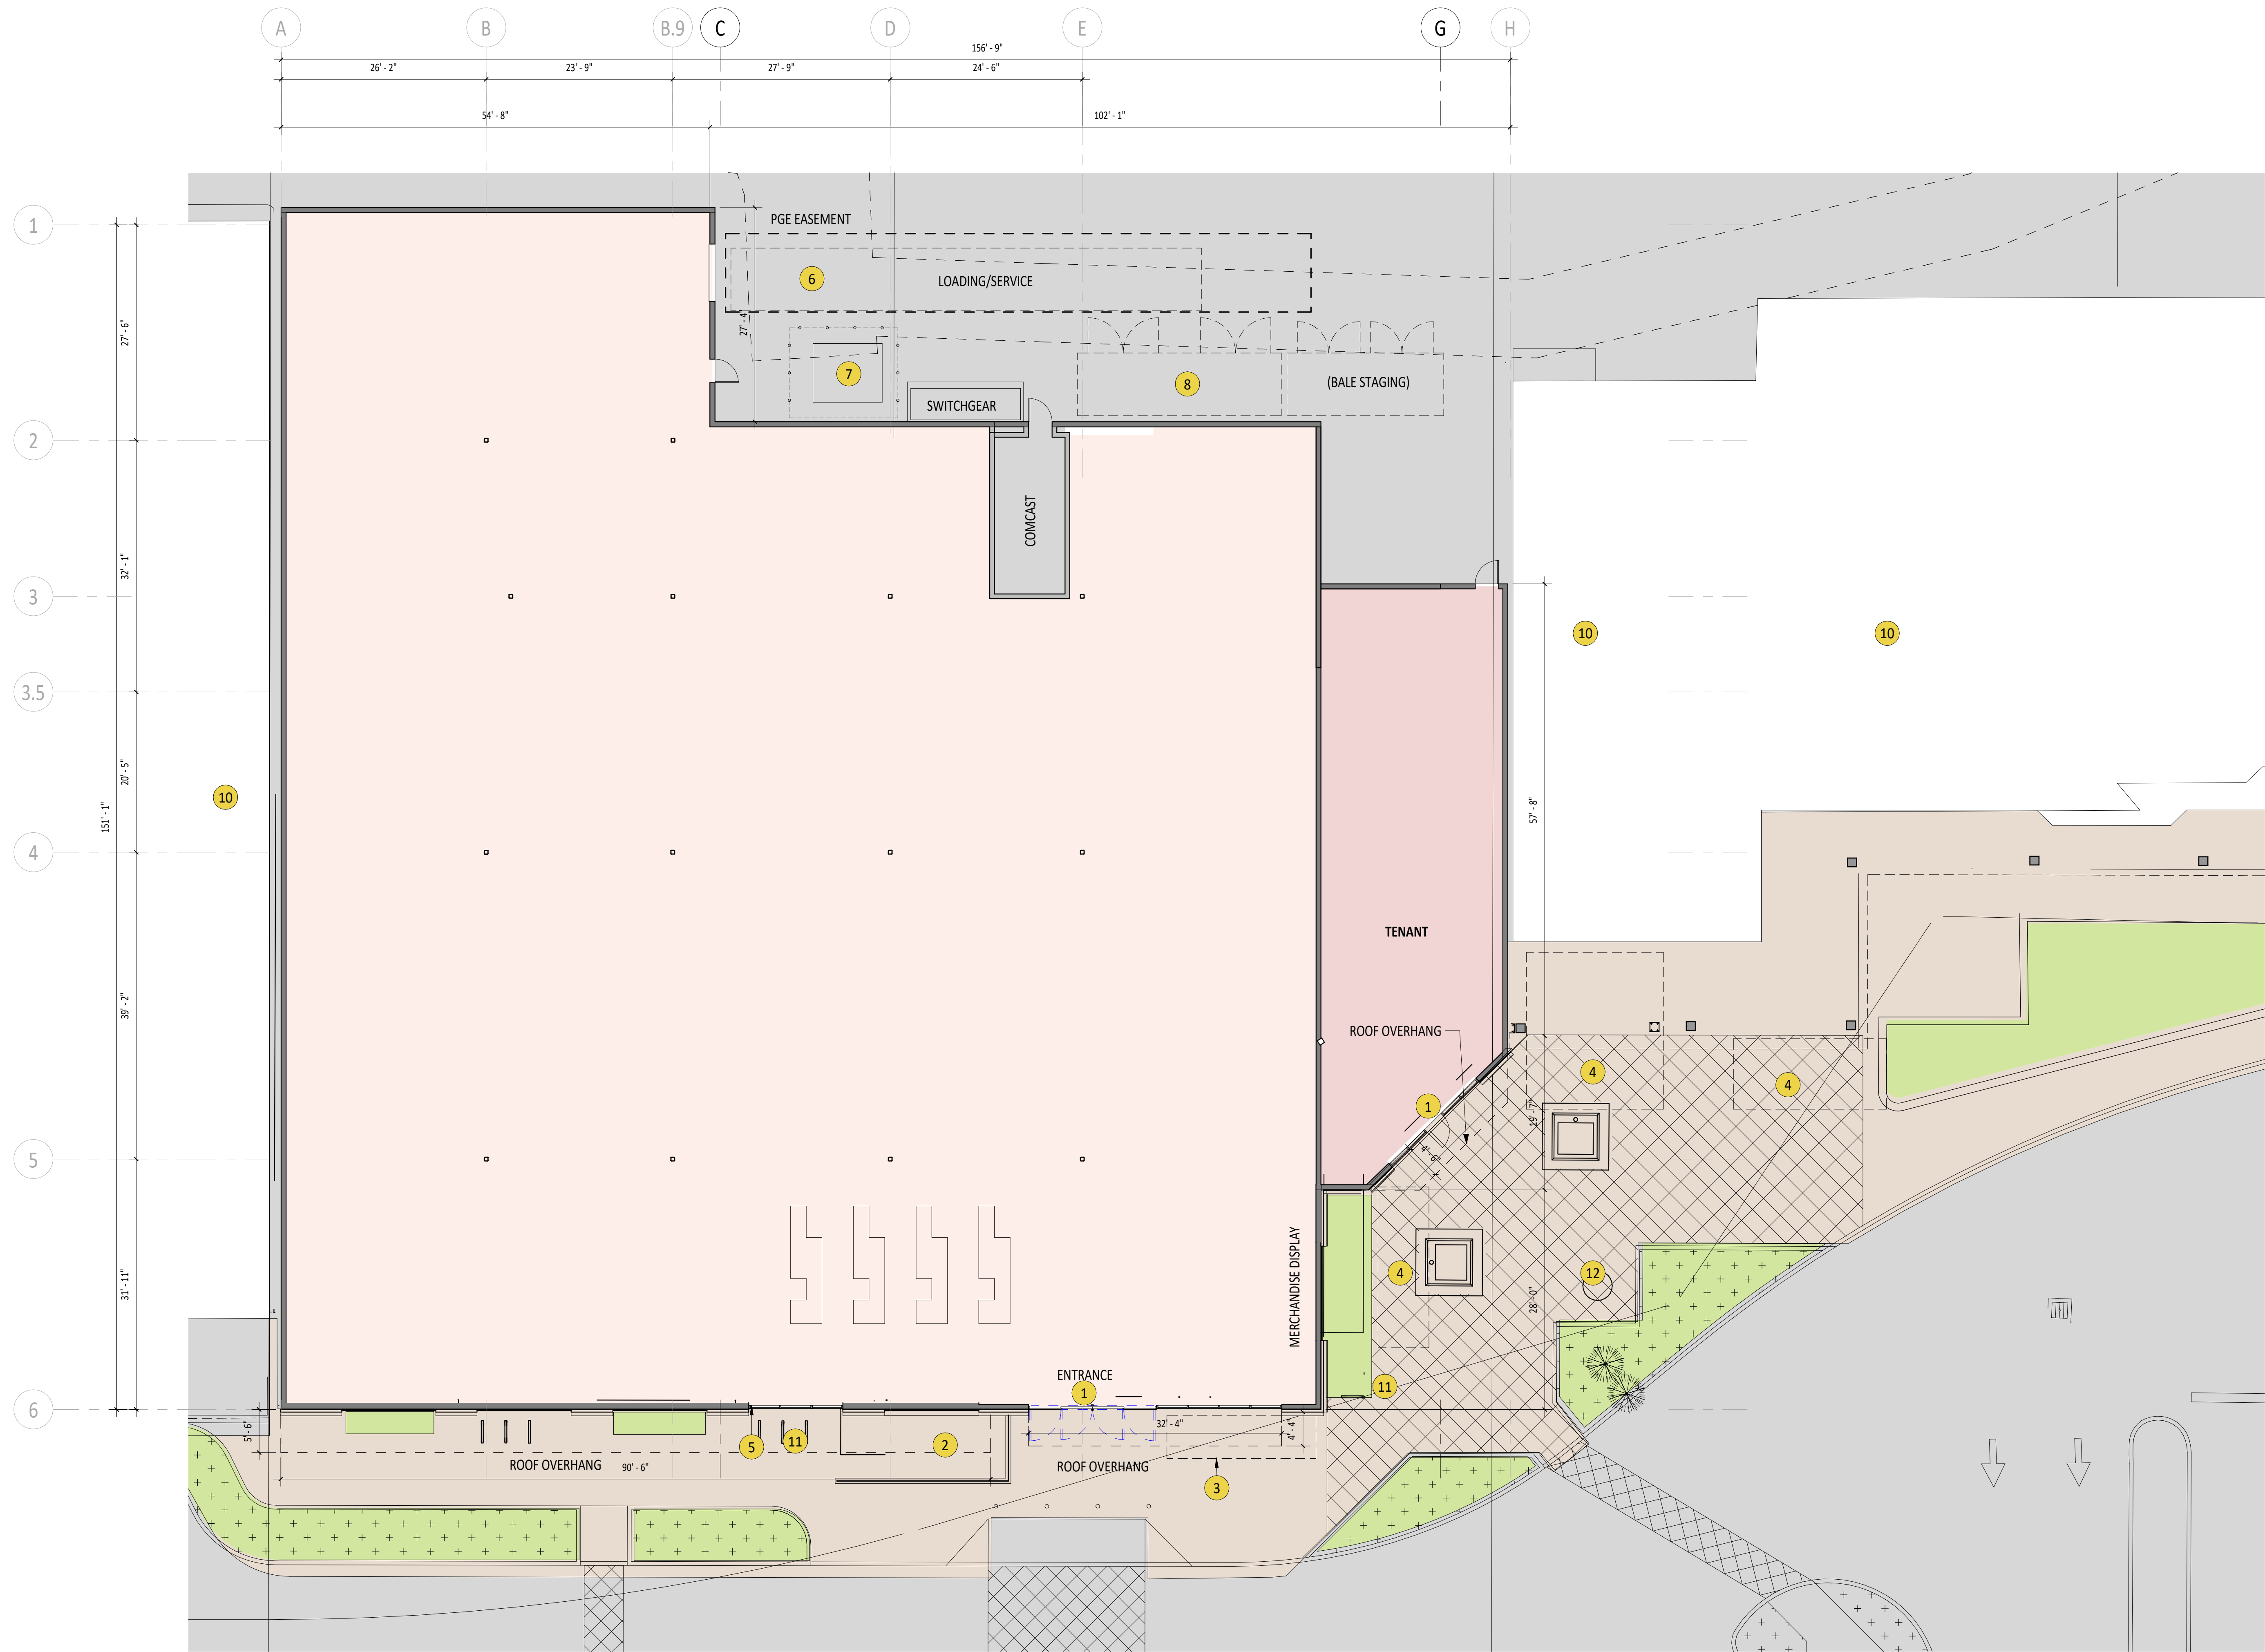 A
B
B.9
C
D
E
G
H
156' - 9"
26' - 2"
23' - 9"
27' - 9"
24' - 6"
54' - 8"
102' - 1"
1
2
3
3.5
4
5
6
27' - 6"
32' - 1"
20' - 5"
39' - 2"
31' - 11"
151' - 1"
PGE EASEMENT
6
LOADING/SERVICE
27' - 4"
7
SWITCHGEAR
8
(BALE STAGING)
COMCAST
10
10
10
57' - 8"
TENANT
ROOF OVERHANG
1
4' - 6"
4
4
19' - 7"
4
12
28' - 0"
MERCHANDISE DISPLAY
11
ENTRANCE
1
32' - 4"
4' - 4"
5' - 6"
5
11
2
ROOF OVERHANG
90' - 6"
ROOF OVERHANG
3